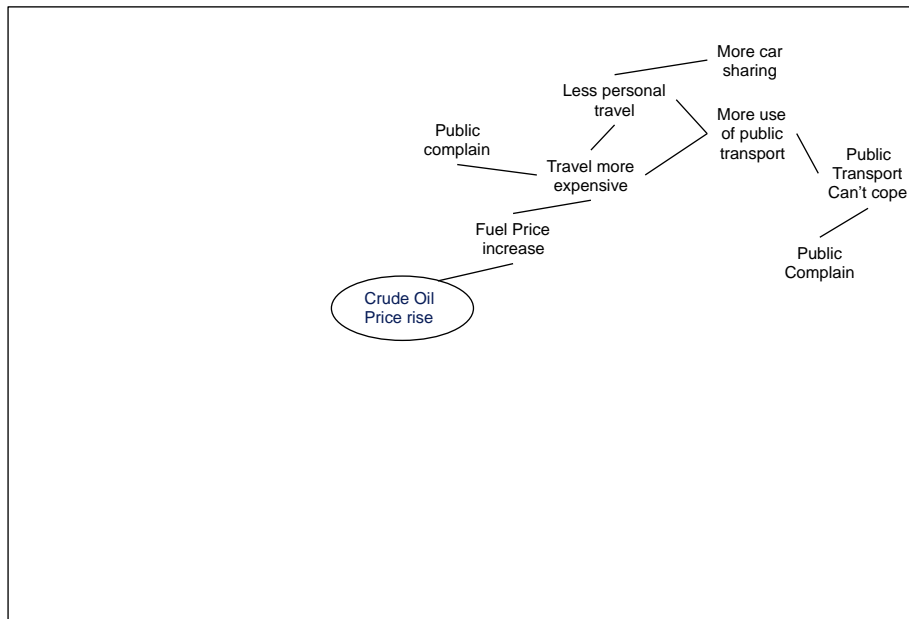 More car
sharing
Less personal
travel
More use
of public
transport
Public
complain
Public
Transport
Can't cope
Travel more
expensive
Fuel Price
increase
Public
Complain
Crude Oil
Price rise